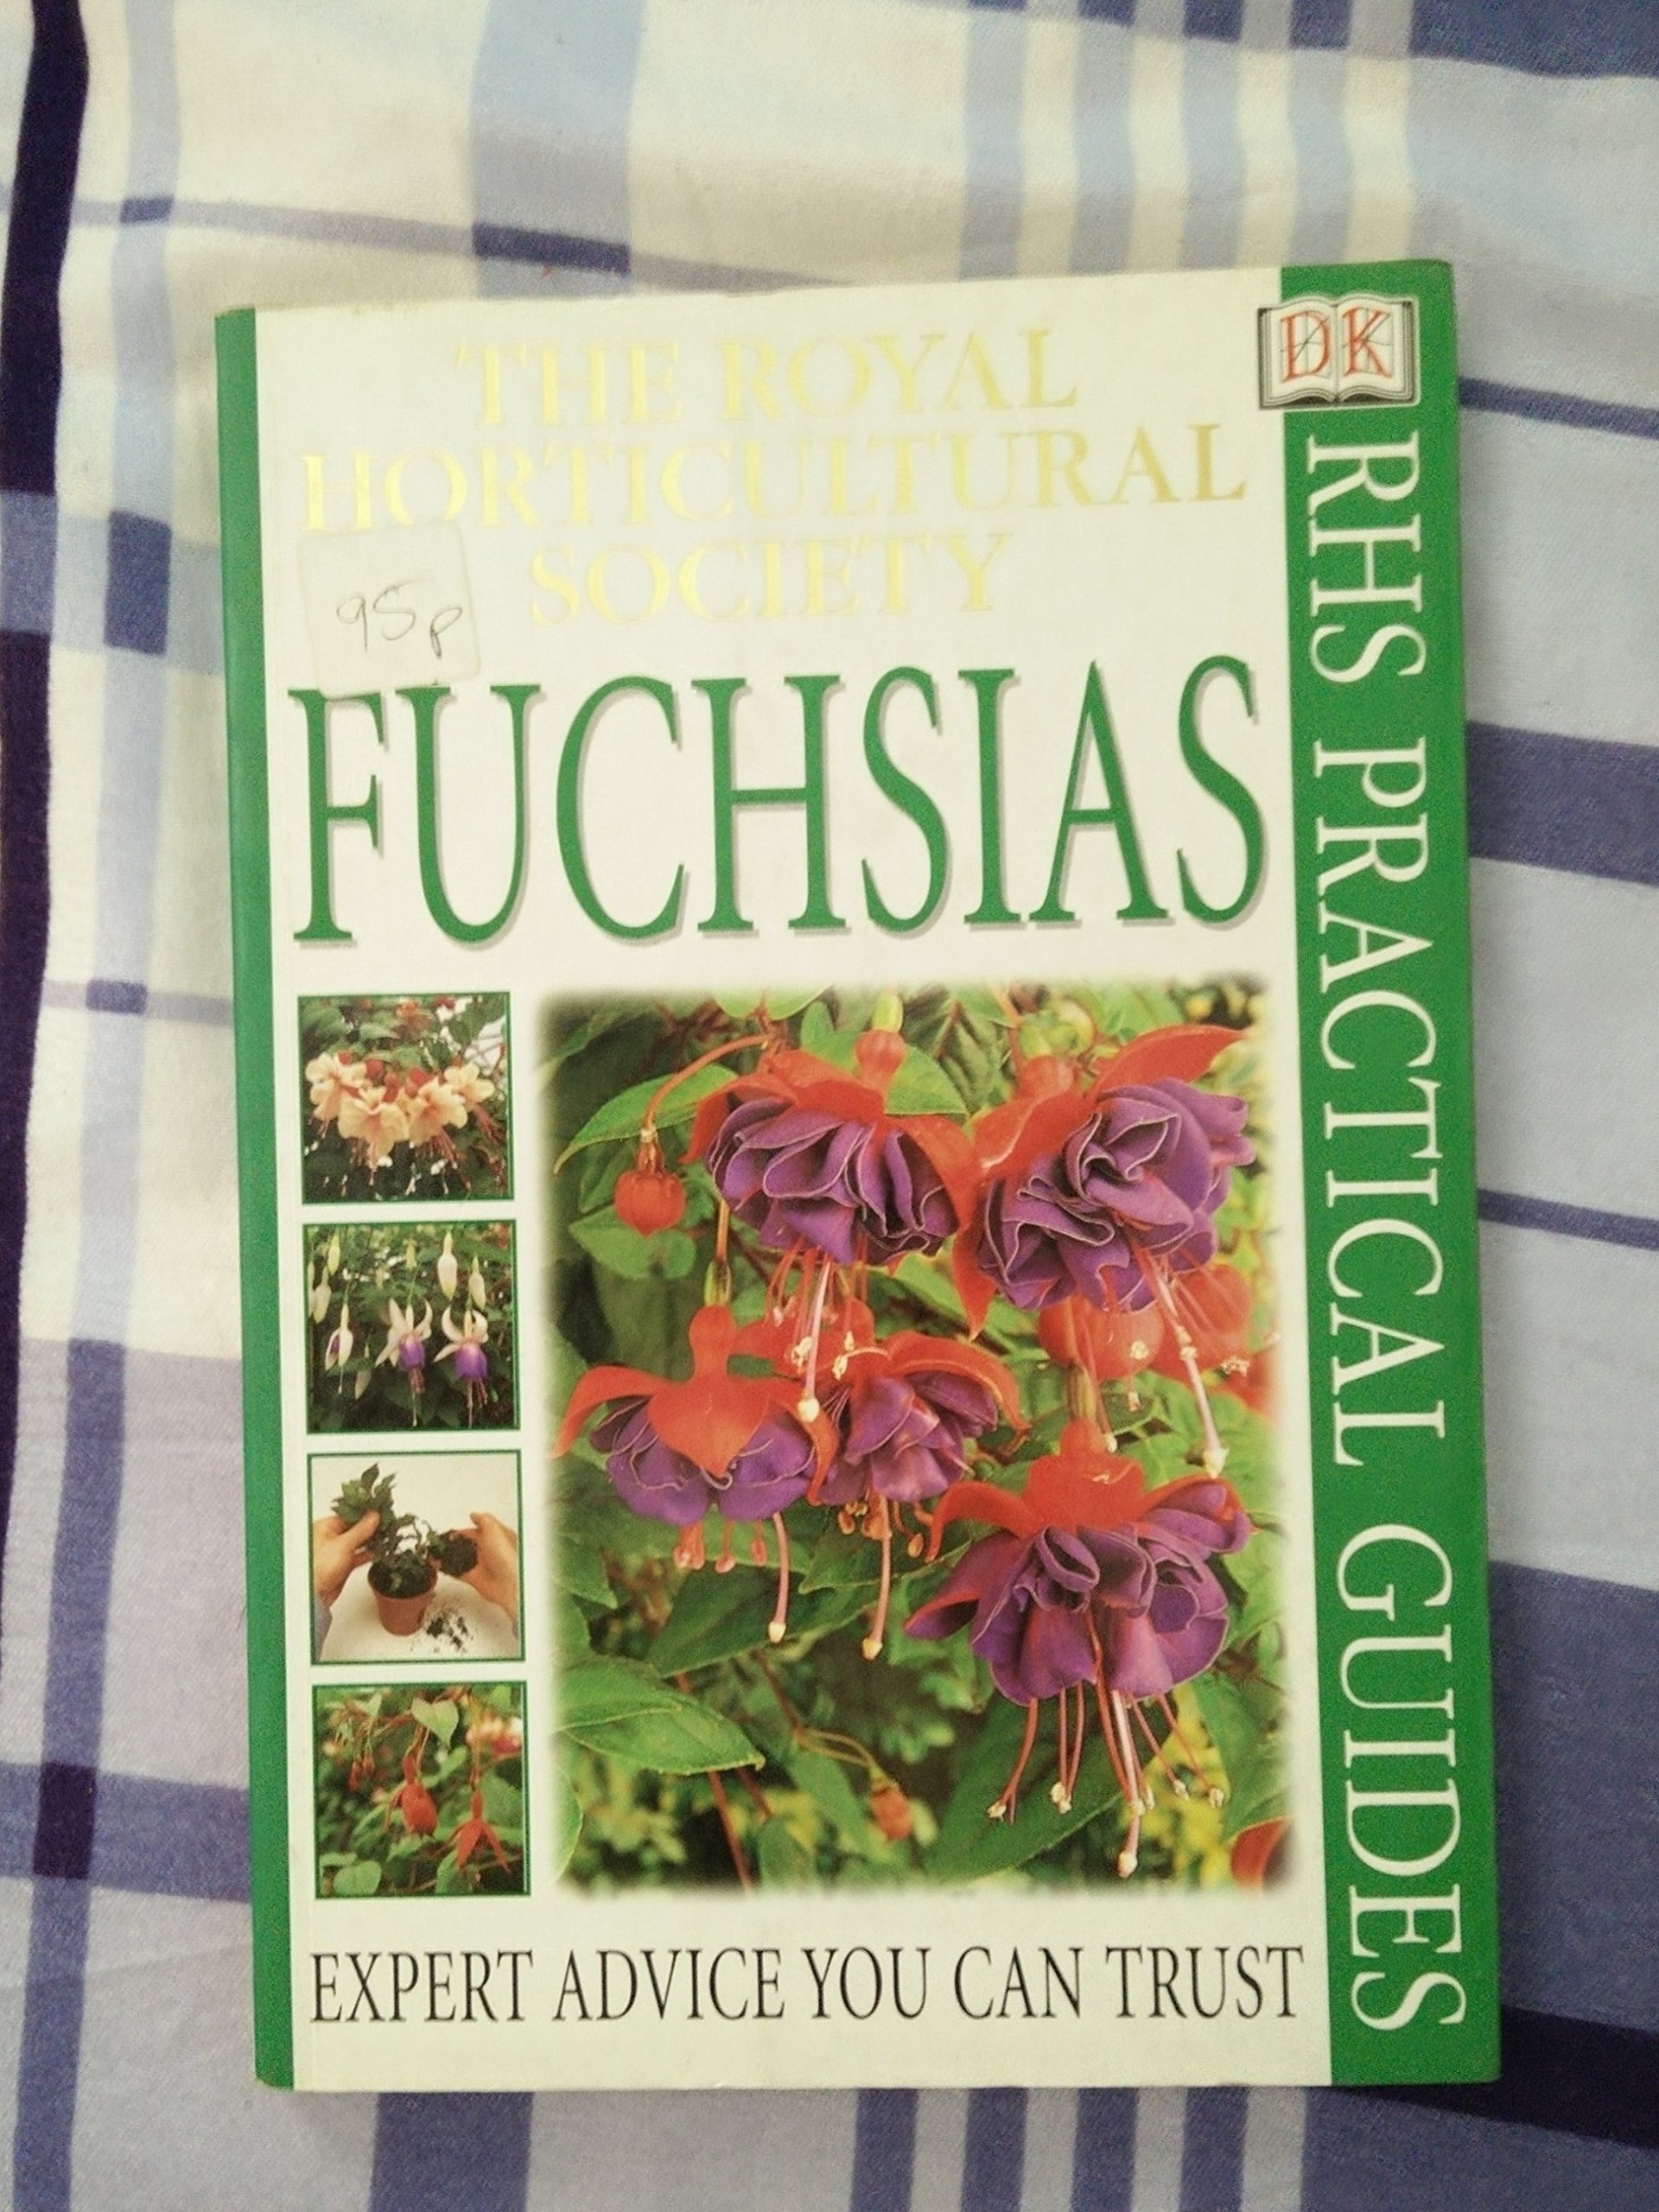 THE ROYAL
HORTICULTURAL
SOCIETY
95p
FUCHSIAS
EXPERT ADVICE YOU CAN TRUST
DK
RHS PRACTICAL GUIDES